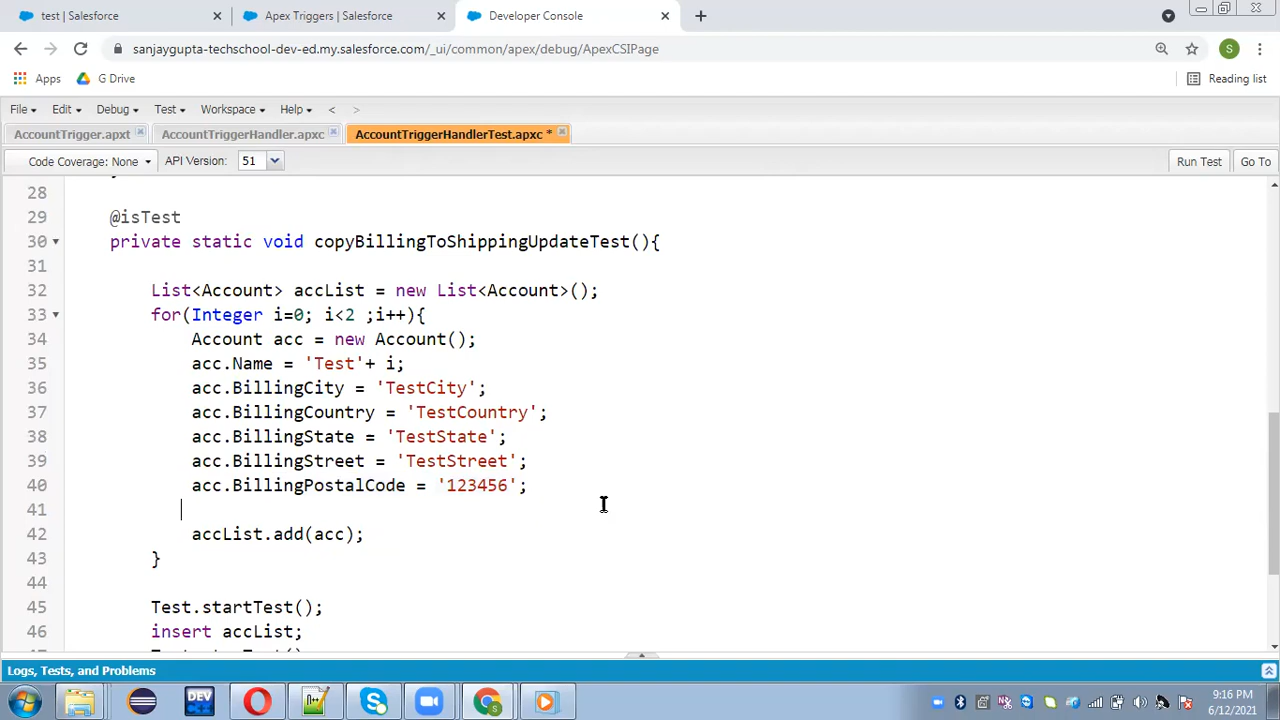 test | Salesforce
Apex Triggers | Salesforce
Developer Console
sanjaygupta-techschool-dev-ed.my.salesforce.com/_ui/common/apex/debug/ApexCSIPage
S
Apps
G Drive
Reading list
File Edit Debug Test Workspace Help < >
AccountTrigger.apxt
AccountTriggerHandler.apxc
AccountTriggerHandlerTest.apxc *
Code Coverage: None
API Version: 51
Run Test
Go To
28
29 @isTest
30 private static void copyBillingToShippingUpdateTest(){
31
32 List<Account> accList = new List<Account>();
33 for(Integer i=0; i<2 ;i++){
34 Account acc = new Account();
35 acc.Name = 'Test'+ i;
36 acc.BillingCity = 'TestCity';
37 acc.BillingCountry = 'TestCountry';
38 acc.BillingState = 'TestState';
39 acc.BillingStreet = 'TestStreet';
40 acc.BillingPostalCode = '123456';
41
42 accList.add(acc);
43 }
44
45 Test.startTest();
46 insert accList;
Logs, Tests, and Problems
DEV
9:16 PM
6/12/2021